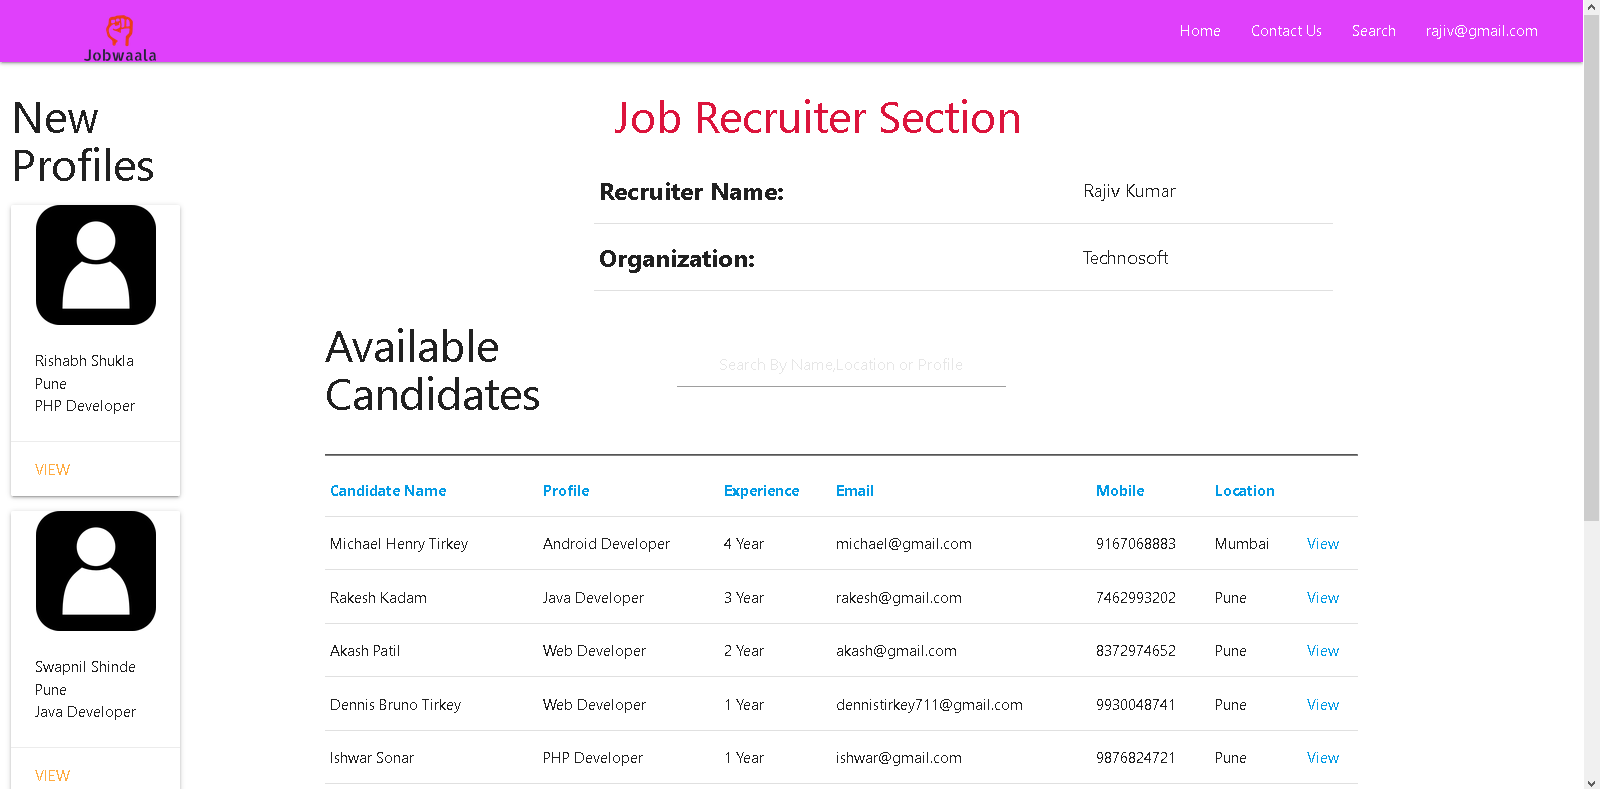 Jobwaala
Home Contact Us Search rajiv@gmail.com
New
Profiles
Rishabh Shukla
Pune
PHP Developer
VIEW
Swapnil Shinde
Pune
Java Developer
VIEW
Job Recruiter Section
Recruiter Name: Rajiv Kumar
Organization: Technosoft
Available
Candidates
Search By Name,Location or Profile
Candidate Name Profile Experience Email Mobile Location
Michael Henry Tirkey Android Developer 4 Year michael@gmail.com 9167068883 Mumbai View
Rakesh Kadam Java Developer 3 Year rakesh@gmail.com 7462993202 Pune View
Akash Patil Web Developer 2 Year akash@gmail.com 8372974652 Pune View
Dennis Bruno Tirkey Web Developer 1 Year dennistirkey711@gmail.com 9930048741 Pune View
Ishwar Sonar PHP Developer 1 Year ishwar@gmail.com 9876824721 Pune View